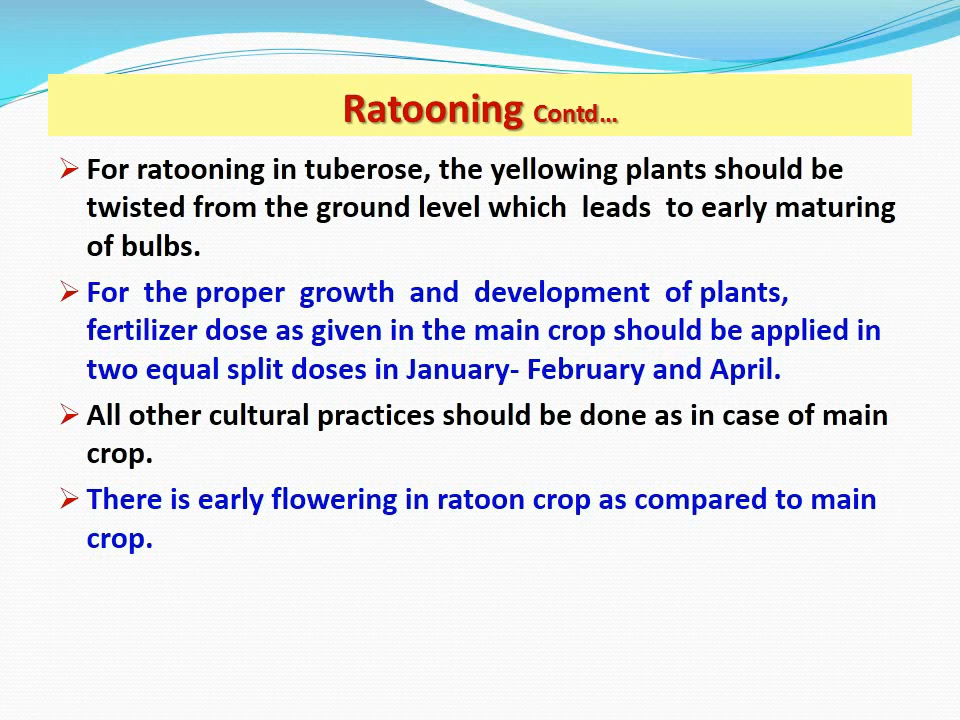 Ratooning Contd...
For ratooning in tuberose, the yellowing plants should be
twisted from the ground level which leads to early maturing
of bulbs.
For the proper growth and development of plants,
fertilizer dose as given in the main crop should be applied in
two equal split doses in January- February and April.
All other cultural practices should be done as in case of main
crop.
There is early flowering in ratoon crop as compared to main
crop.